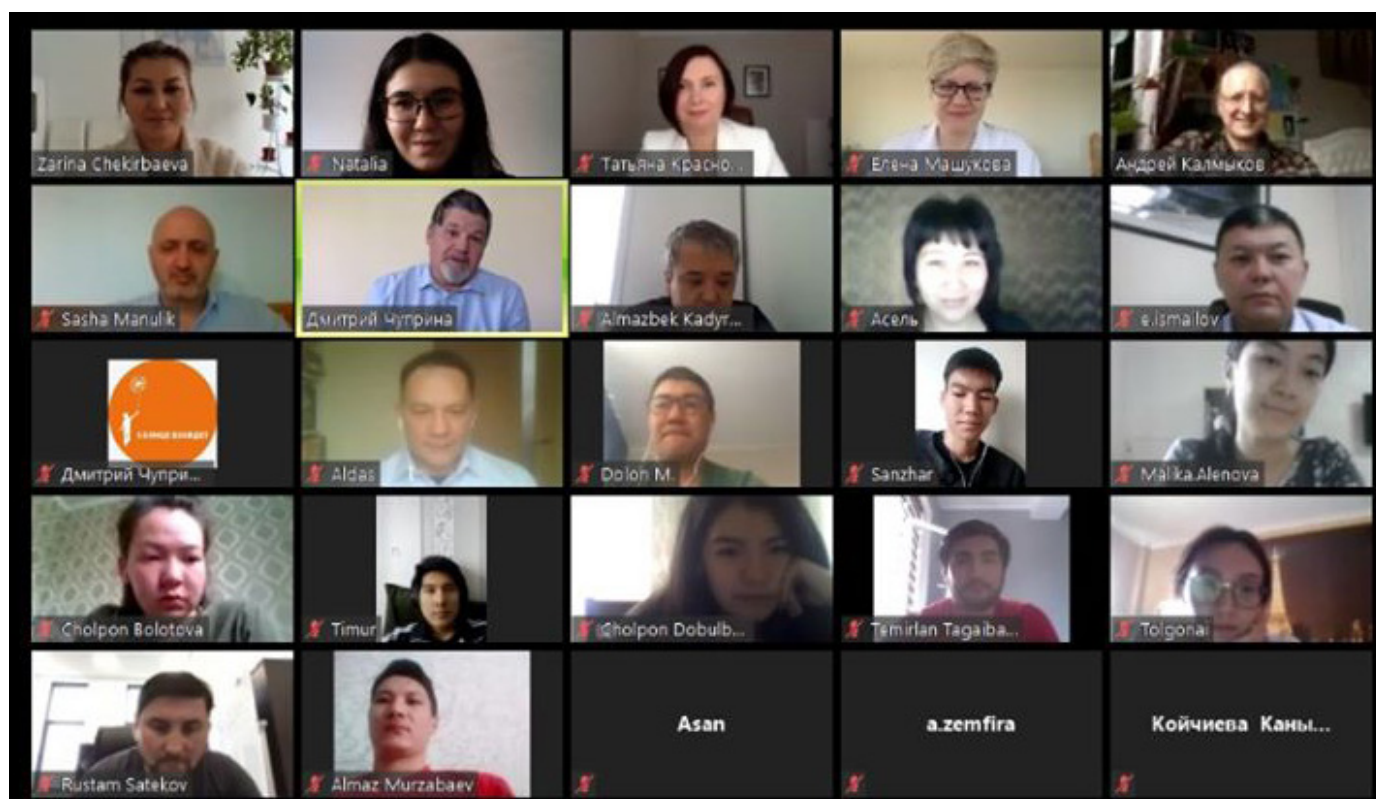 Zarina Chekirbaeva
Natalia
Татьяна Красно...
Елена Машукова
Андрей Калмыков
Sasha Manulik
Дмитрий Чуприна
Almazbek Kadyr...
Асель
e.ismailov
Дмитрий Чупри...
Aldas
Dolon M.
Sanzhar
Malika.Alenova
Cholpon Bolotova
Timur
Cholpon Dobulb...
Temirlan Tagaiba...
Tolgonai
Rustam Satekov
Almaz Murzabaev
Asan
a.zemfira
Койчиева Каны...